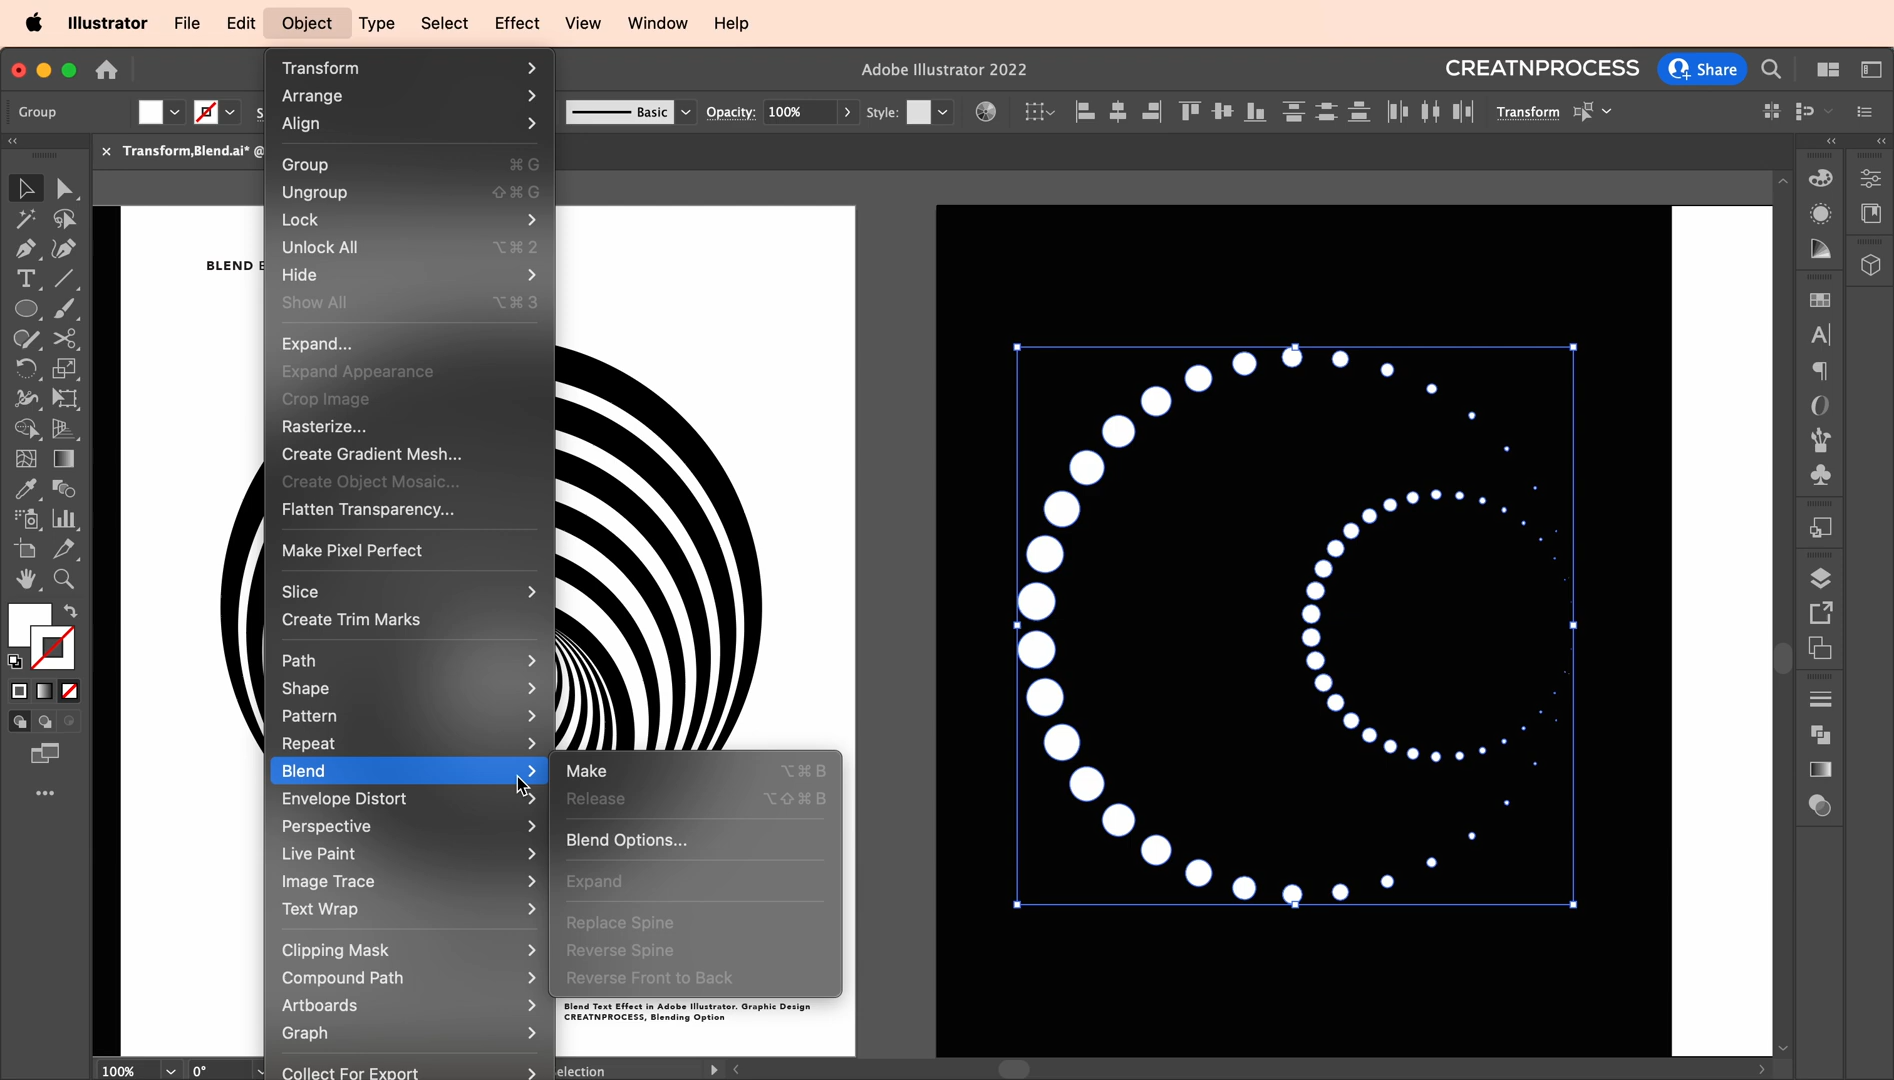 Illustrator File Edit Object Type Select Effect View Window Help
Adobe Illustrator 2022
CREATNPROCESS
Share
Group
Basic
Opacity:
100%
Style:
Transform
Transform,Blend.ai* @
BLEND
Transform
Arrange
Align
Group ⌘ G
Ungroup ⇧ ⌘ G
Lock
Unlock All ⌥ ⌘ 2
Hide
Show All ⌥ ⌘ 3
Expand...
Expand Appearance
Crop Image
Rasterize...
Create Gradient Mesh...
Create Object Mosaic...
Flatten Transparency...
Make Pixel Perfect
Slice
Create Trim Marks
Path
Shape
Pattern
Repeat
Blend
Envelope Distort
Perspective
Live Paint
Image Trace
Text Wrap
Clipping Mask
Compound Path
Artboards
Graph
Collect For Export
Make ⌥ ⌘ B
Release ⌥ ⇧ ⌘ B
Blend Options...
Expand
Replace Spine
Reverse Spine
Reverse Front to Back
Blend Text Effect in Adobe Illustrator. Graphic Design
CREATNPROCESS, Blending Option
100%
0°
election